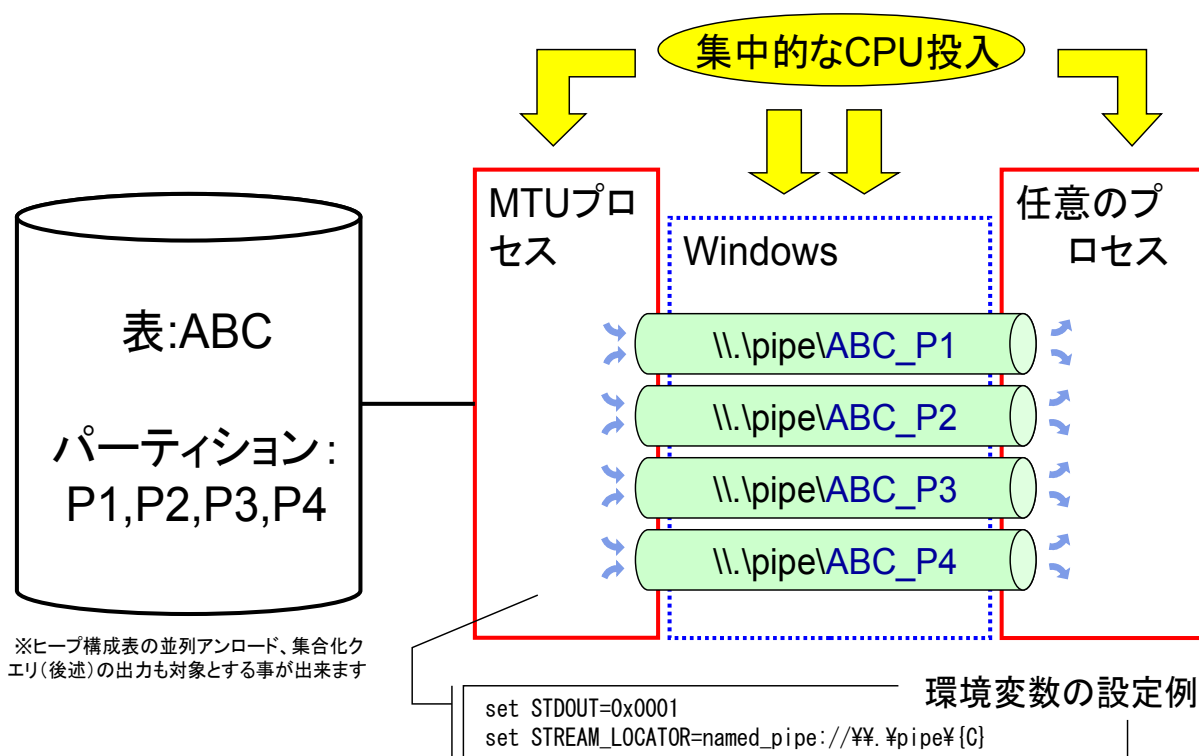 集中的なCPU投入
MTUプロ
セス
Windows
任意のプ
ロセス
表:ABC
パーティション:
P1,P2,P3,P4
\\.\pipe\ABC_P1
\\.\pipe\ABC_P2
\\.\pipe\ABC_P3
\\.\pipe\ABC_P4
※ヒープ構成表の並列アンロード、集合化ク
エリ(後述)の出力も対象とする事が出来ます
環境変数の設定例
set STDOUT=0x0001
set STREAM_LOCATOR=named_pipe://¥¥.¥pipe¥{C}